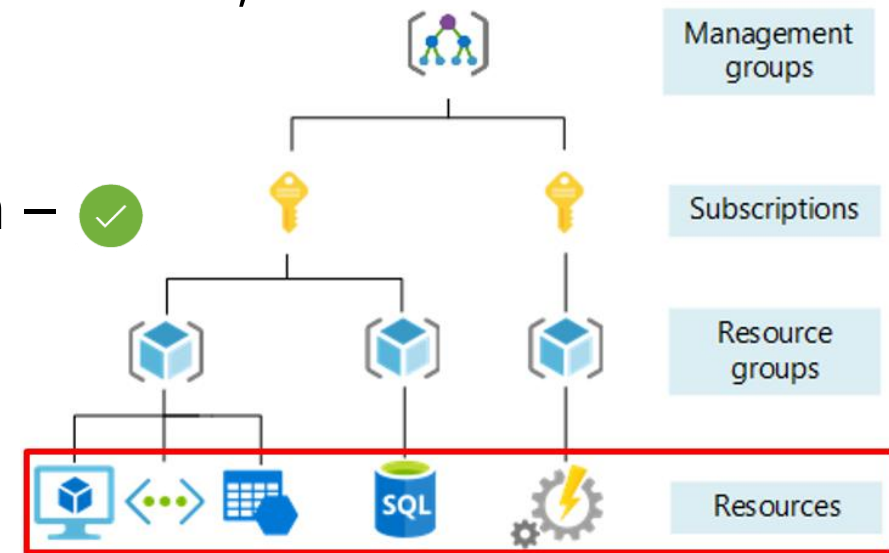 Management
groups
Subscriptions
Resource
groups
SQL
Resources